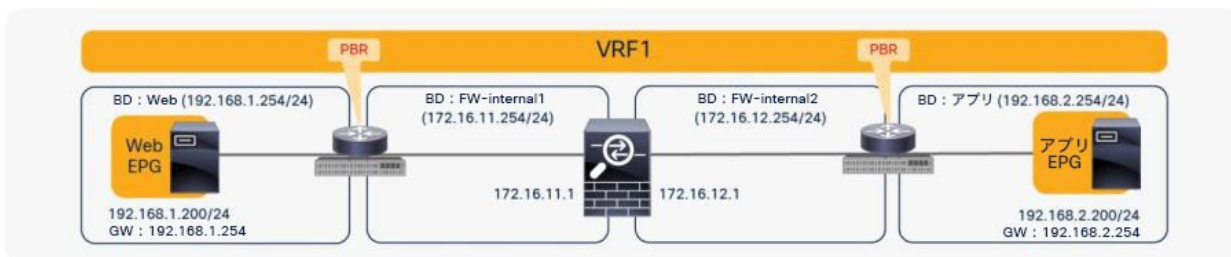 VRF1
PBR
PBR
BD：Web (192.168.1.254/24)
BD：FW-internal1
(172.16.11.254/24)
BD：FW-internal2
(172.16.12.254/24)
BD：アプリ (192.168.2.254/24)
Web
EPG
アプリ
EPG
172.16.11.1
172.16.12.1
192.168.1.200/24
GW：192.168.1.254
192.168.2.200/24
GW：192.168.2.254